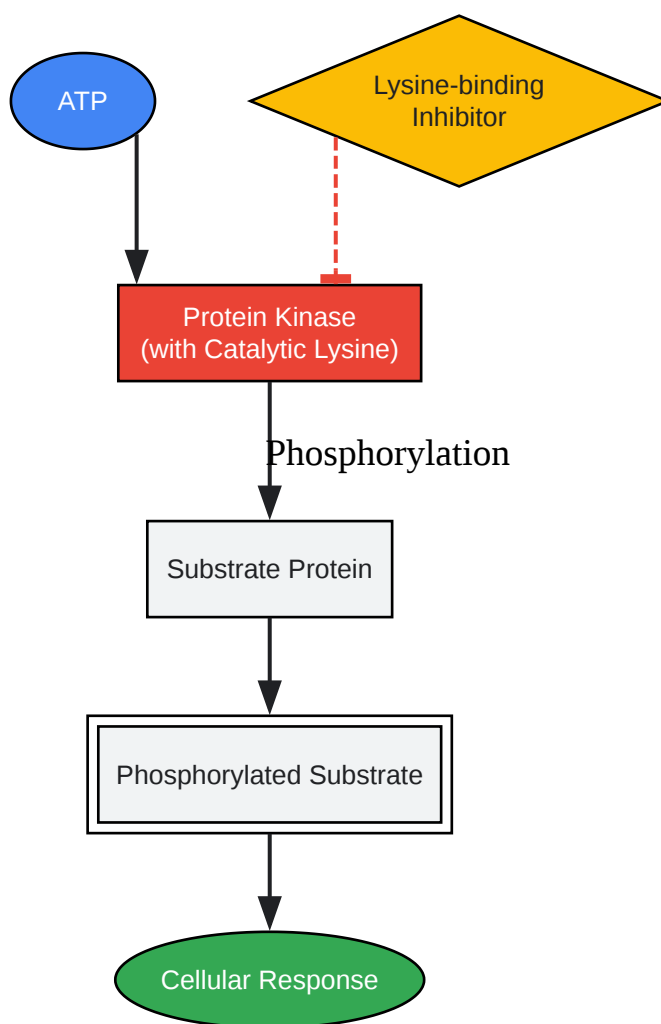 ATP
Lysine-binding
Inhibitor
Protein Kinase
(with Catalytic Lysine)
Phosphorylation
Substrate Protein
Phosphorylated Substrate
Cellular Response